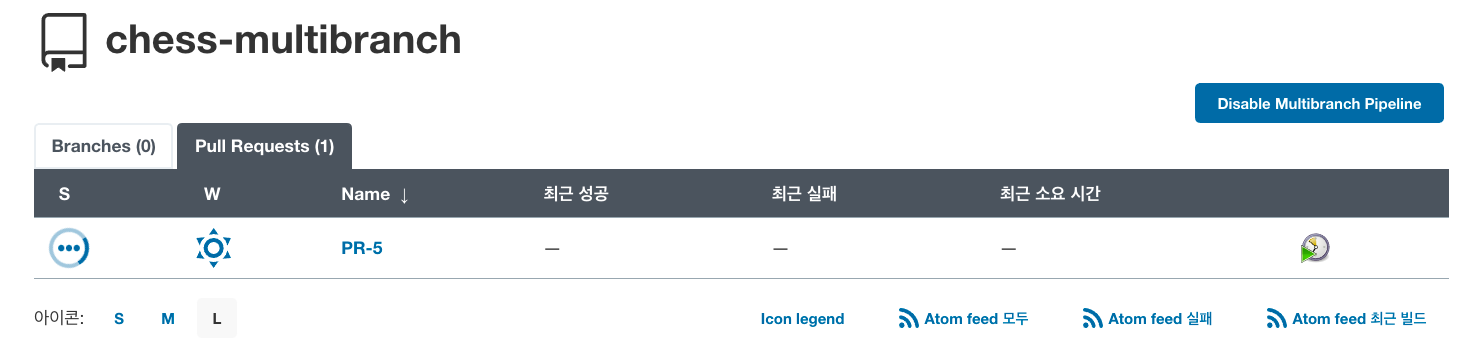 chess-multibranch
Disable Multibranch Pipeline
Branches (0) Pull Requests (1)
S W Name ↓ 최근 성공 최근 실패 최근 소요 시간
PR-5 — — —
아이콘: S M L Icon legend Atom feed 모두 Atom feed 실패 Atom feed 최근 빌드